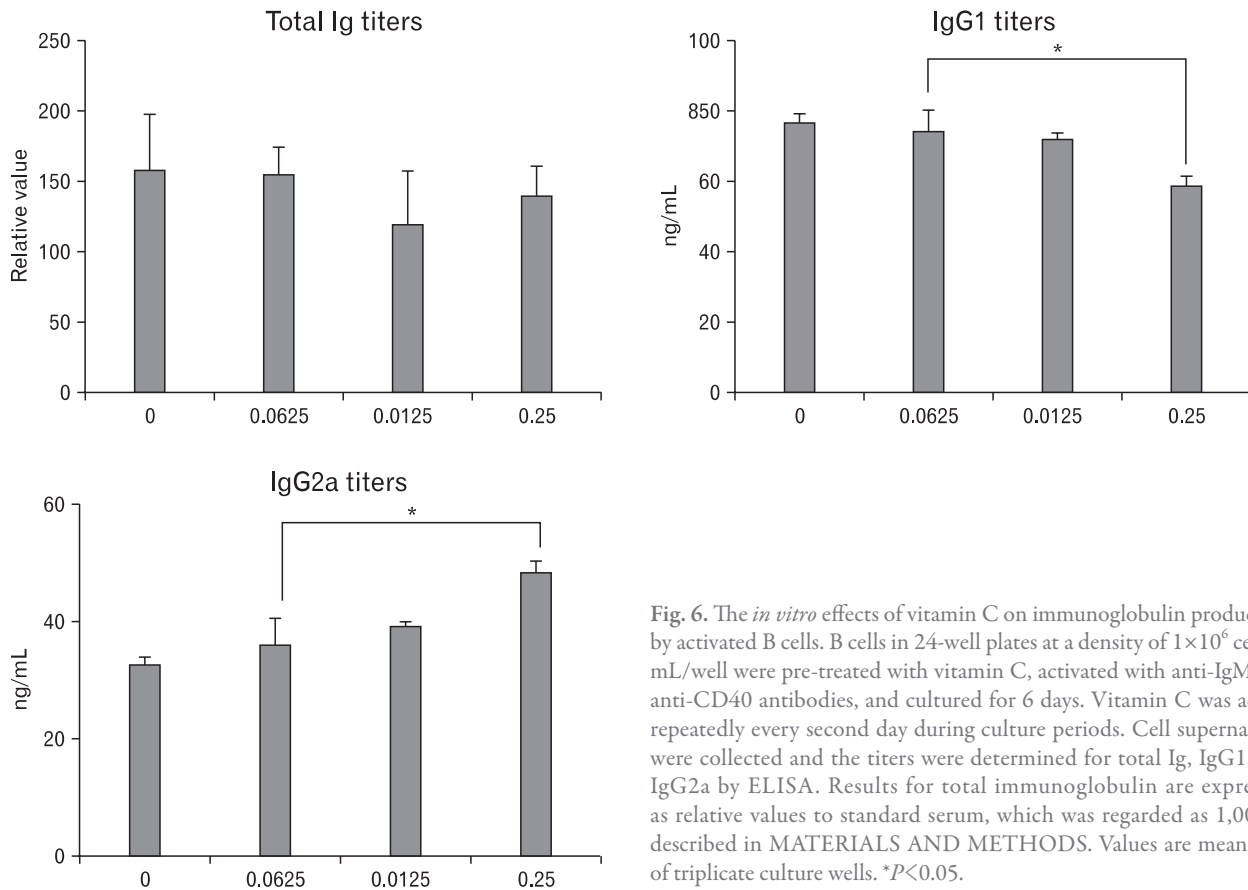 Total Ig titers
250
200
150
100
50
0
Relative value
0 0.0625 0.0125 0.25
IgG1 titers
*
100
850
60
40
20
0
ng/mL
0 0.0625 0.0125 0.25
IgG2a titers
*
60
40
20
0
ng/mL
0 0.0625 0.0125 0.25
Fig. 6. The in vitro effects of vitamin C on immunoglobulin produc
by activated B cells. B cells in 24-well plates at a density of 1×10⁶ ce
mL/well were pre-treated with vitamin C, activated with anti-IgM
anti-CD40 antibodies, and cultured for 6 days. Vitamin C was a
repeatedly every second day during culture periods. Cell superna
were collected and the titers were determined for total Ig, IgG1
IgG2a by ELISA. Results for total immunoglobulin are expre
as relative values to standard serum, which was regarded as 1,00
described in MATERIALS AND METHODS. Values are mean
of triplicate culture wells. *P<0.05.